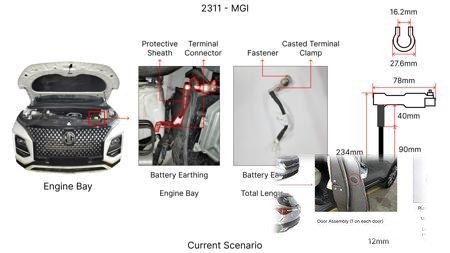 2311 - MGI
16.2mm
Protective
Sheath
Terminal
Connector
Fastener
Casted Terminal
Clamp
27.6mm
78mm
40mm
234mm
90mm
Battery Earthing
Battery Ea
Engine Bay
Engine Bay
Total Leng
Door Assembly (1 on each door)
Current Scenario
12mm